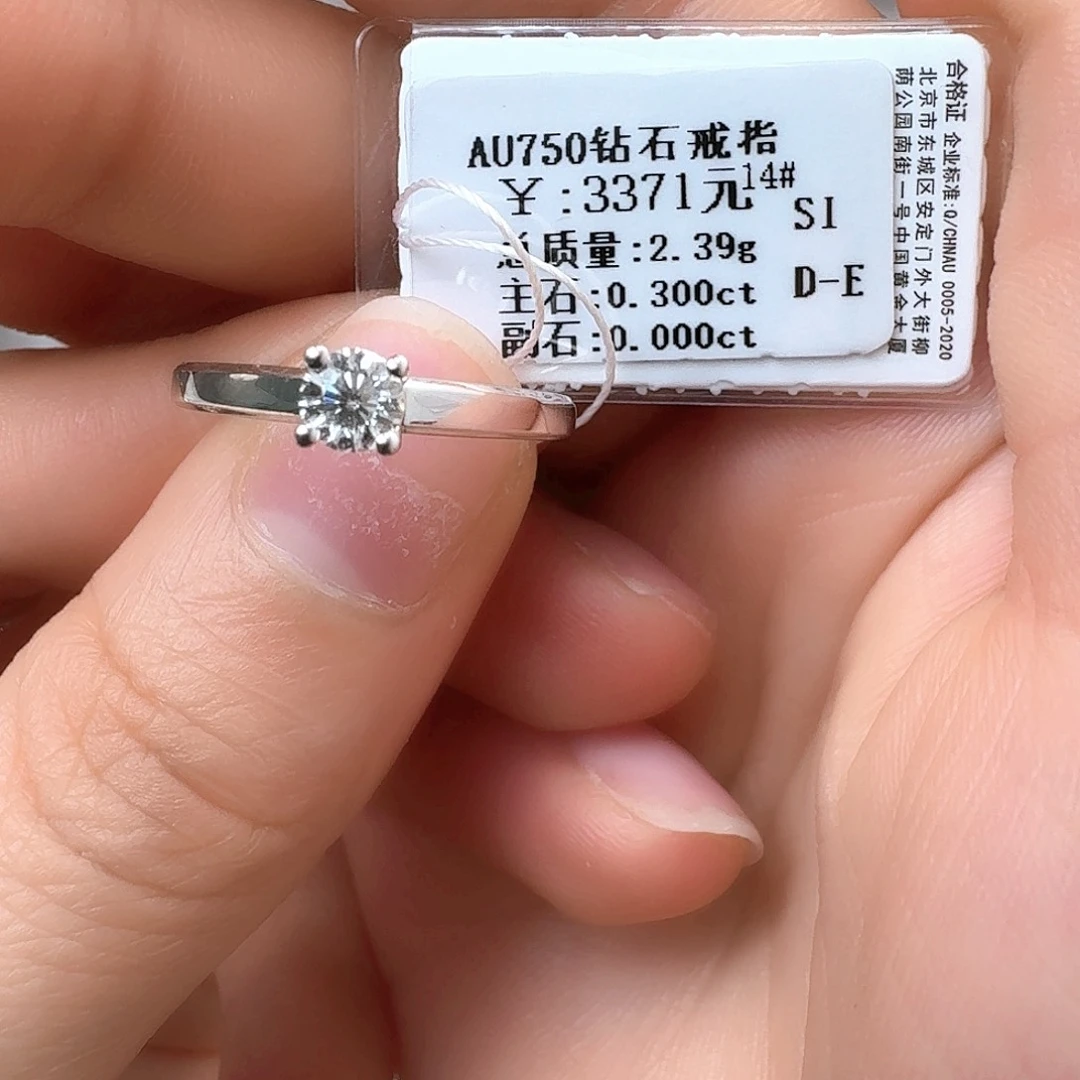 AU750钻石戒指
¥:3371元14#
SI
总质量:2.39g
D-E
主石:0.300ct
副石:0.000ct
合格证 企业标准:Q/CHNAU 0005-2020
北京市东城区安定门外大街柳
荫公园南街一号中国黄金大厦